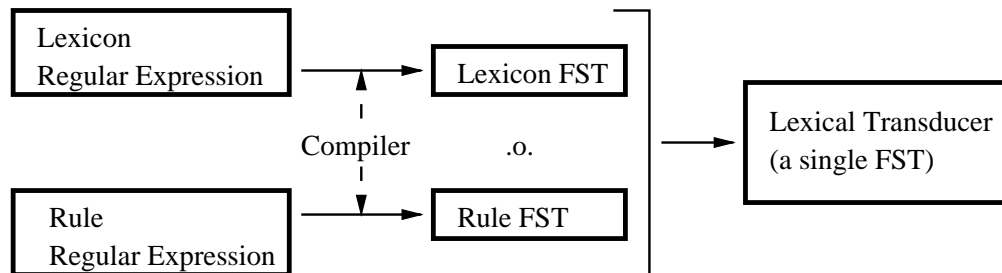 Lexicon
Regular Expression
Lexicon FST
Compiler
.o.
Lexical Transducer
(a single FST)
Rule
Regular Expression
Rule FST